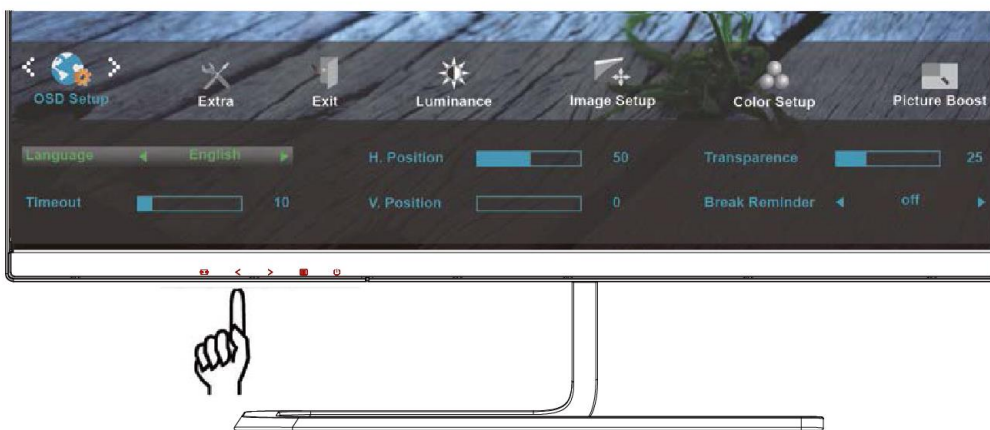 OSD Setup Extra Exit Luminance Image Setup Color Setup Picture Boost
Language English H. Position 50 Transparence 25
Timeout 10 V. Position 0 Break Reminder off